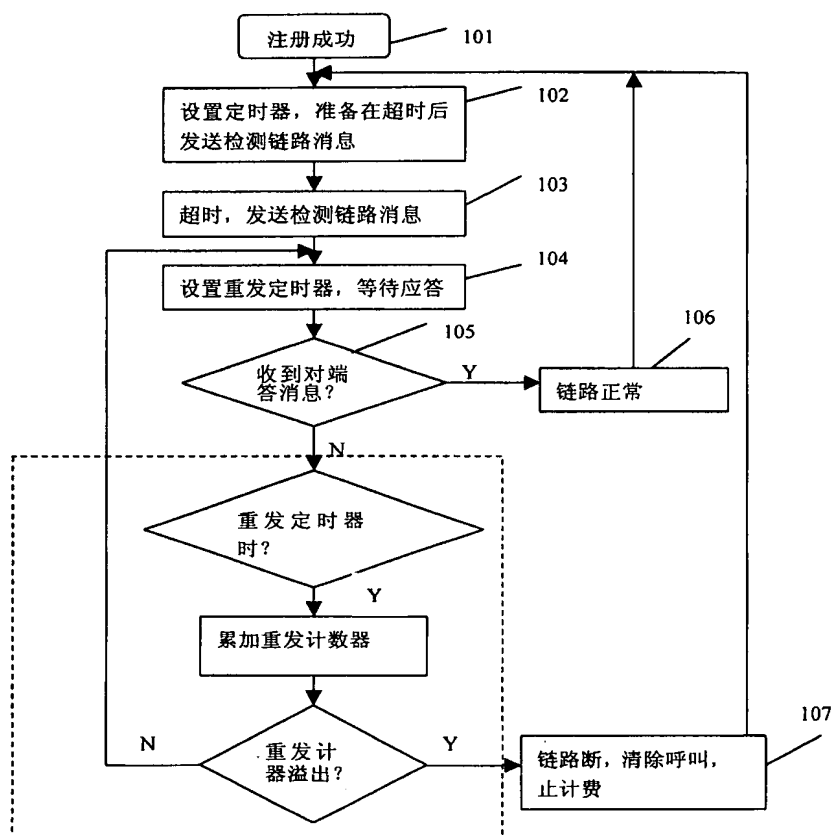 注册成功
101
设置定时器，准备在超时后
发送检测链路消息
102
超时，发送检测链路消息
103
设置重发定时器，等待应答
104
收到对端
答消息？
105
Y
链路正常
106
N
重发定时器
时？
Y
累加重发计数器
重发计
器溢出？
N
Y
链路断，清除呼叫，
止计费
107